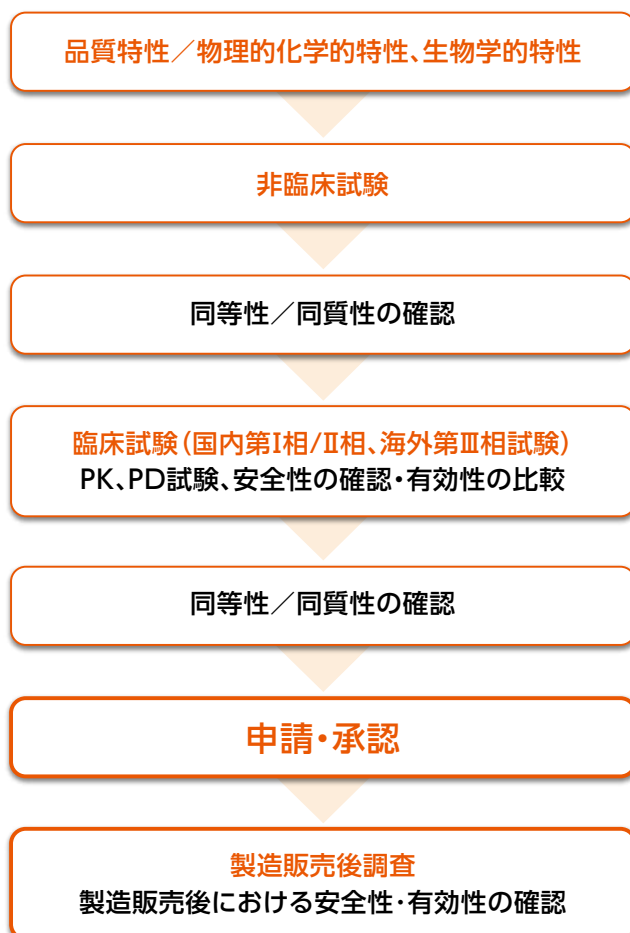 品質特性／物理的化学的特性、生物学的特性
非臨床試験
同等性／同質性の確認
臨床試験（国内第Ⅰ相/Ⅱ相、海外第Ⅲ相試験）
PK、PD試験、安全性の確認・有効性の比較
同等性／同質性の確認
申請・承認
製造販売後調査
製造販売後における安全性・有効性の確認